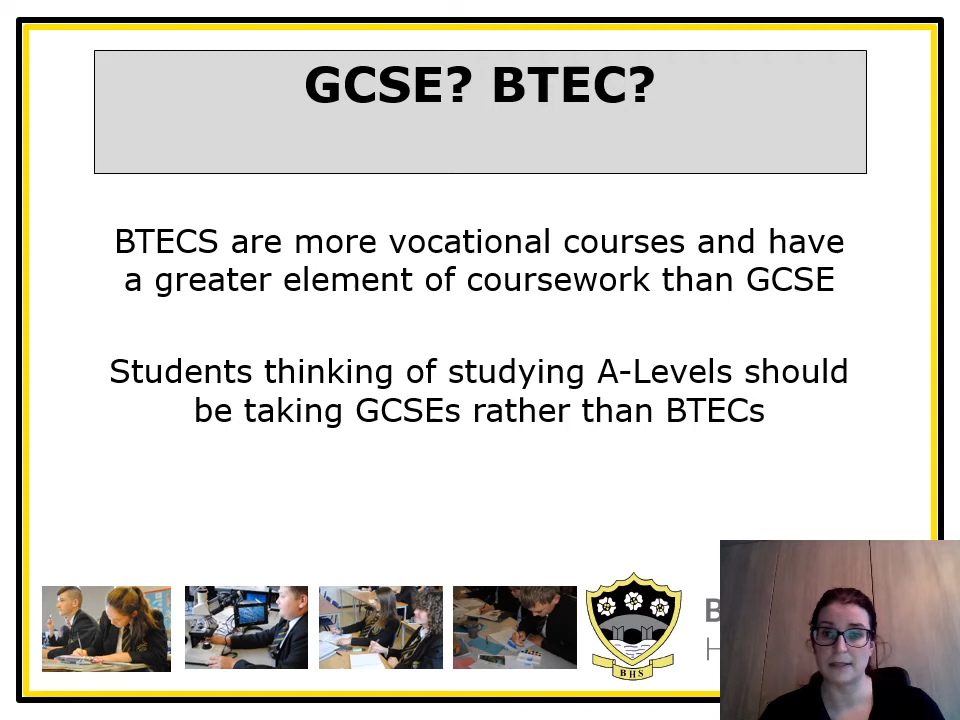 GCSE? BTEC?
BTECS are more vocational courses and have
a greater element of coursework than GCSE
Students thinking of studying A-Levels should
be taking GCSEs rather than BTECs
B
H
BHS